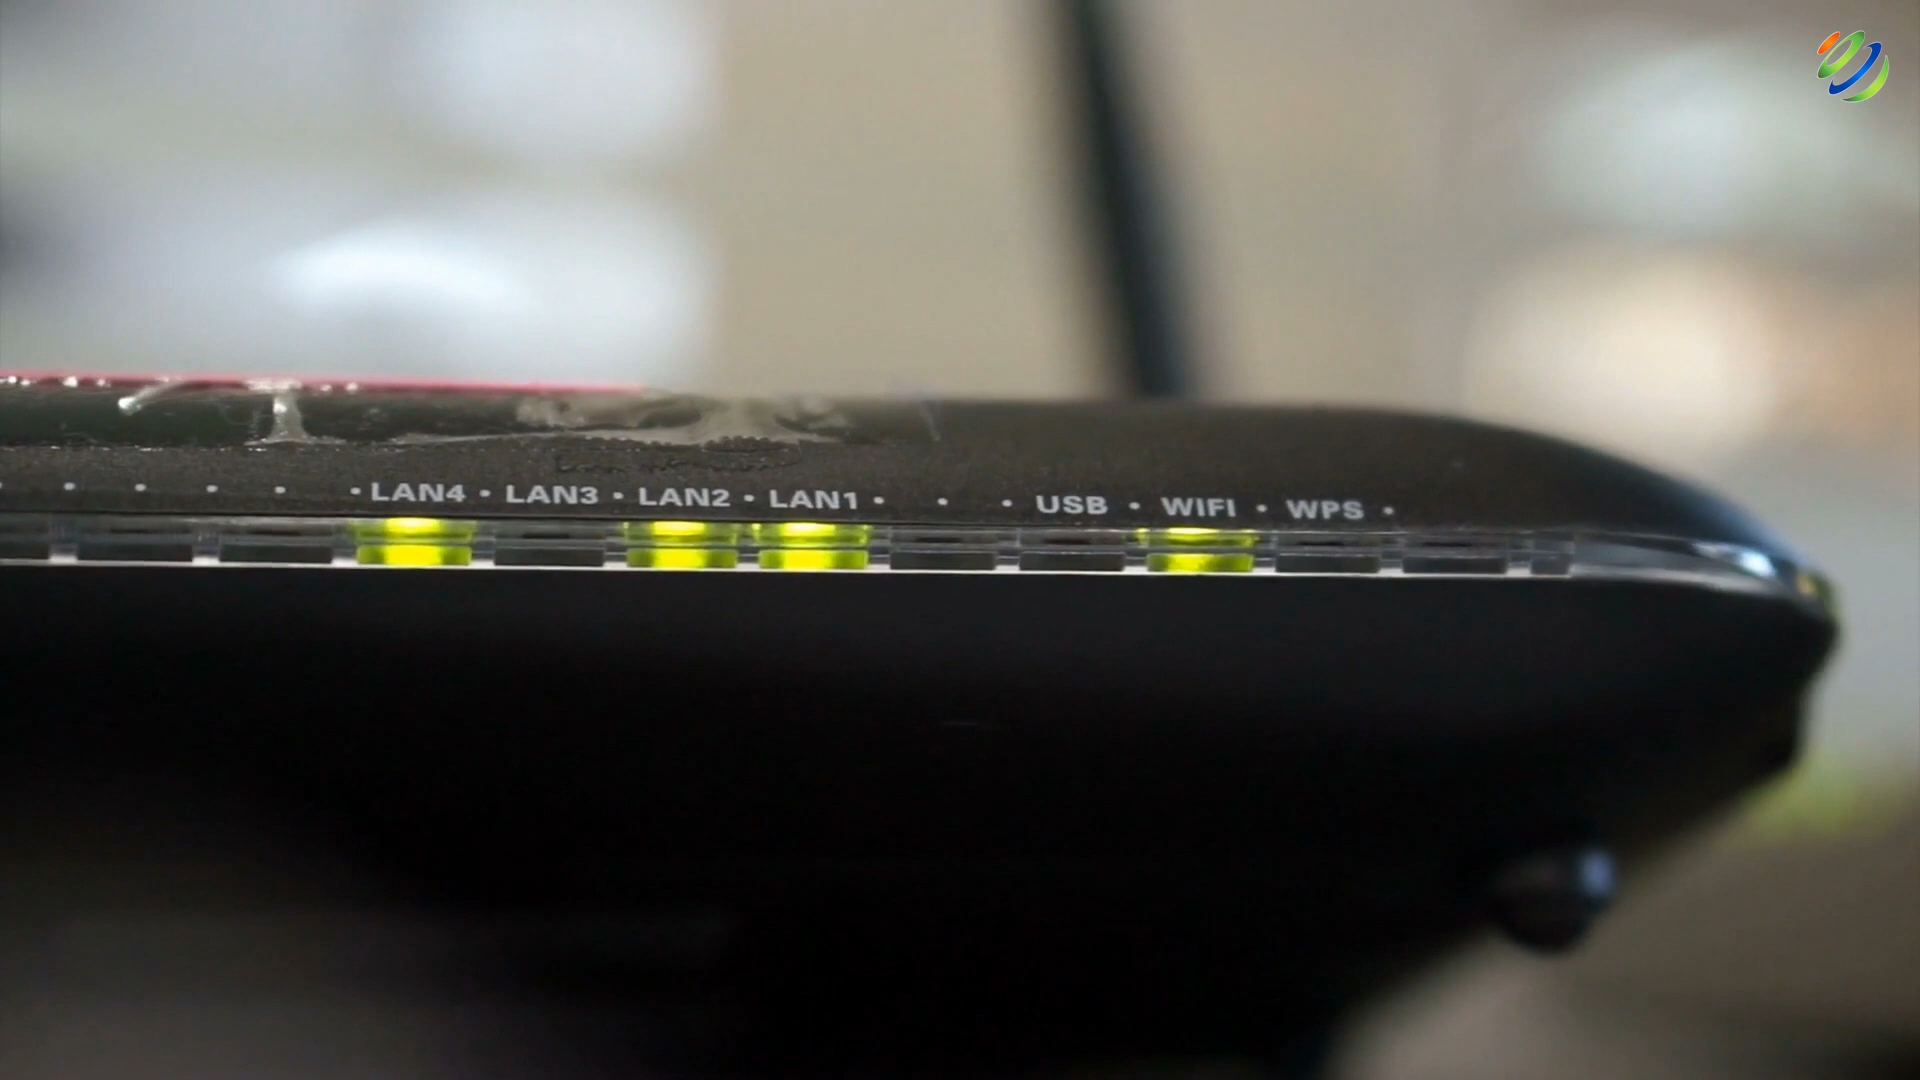 • LAN4 • LAN3 • LAN2 • LAN1 • • • USB • WIFI • WPS •